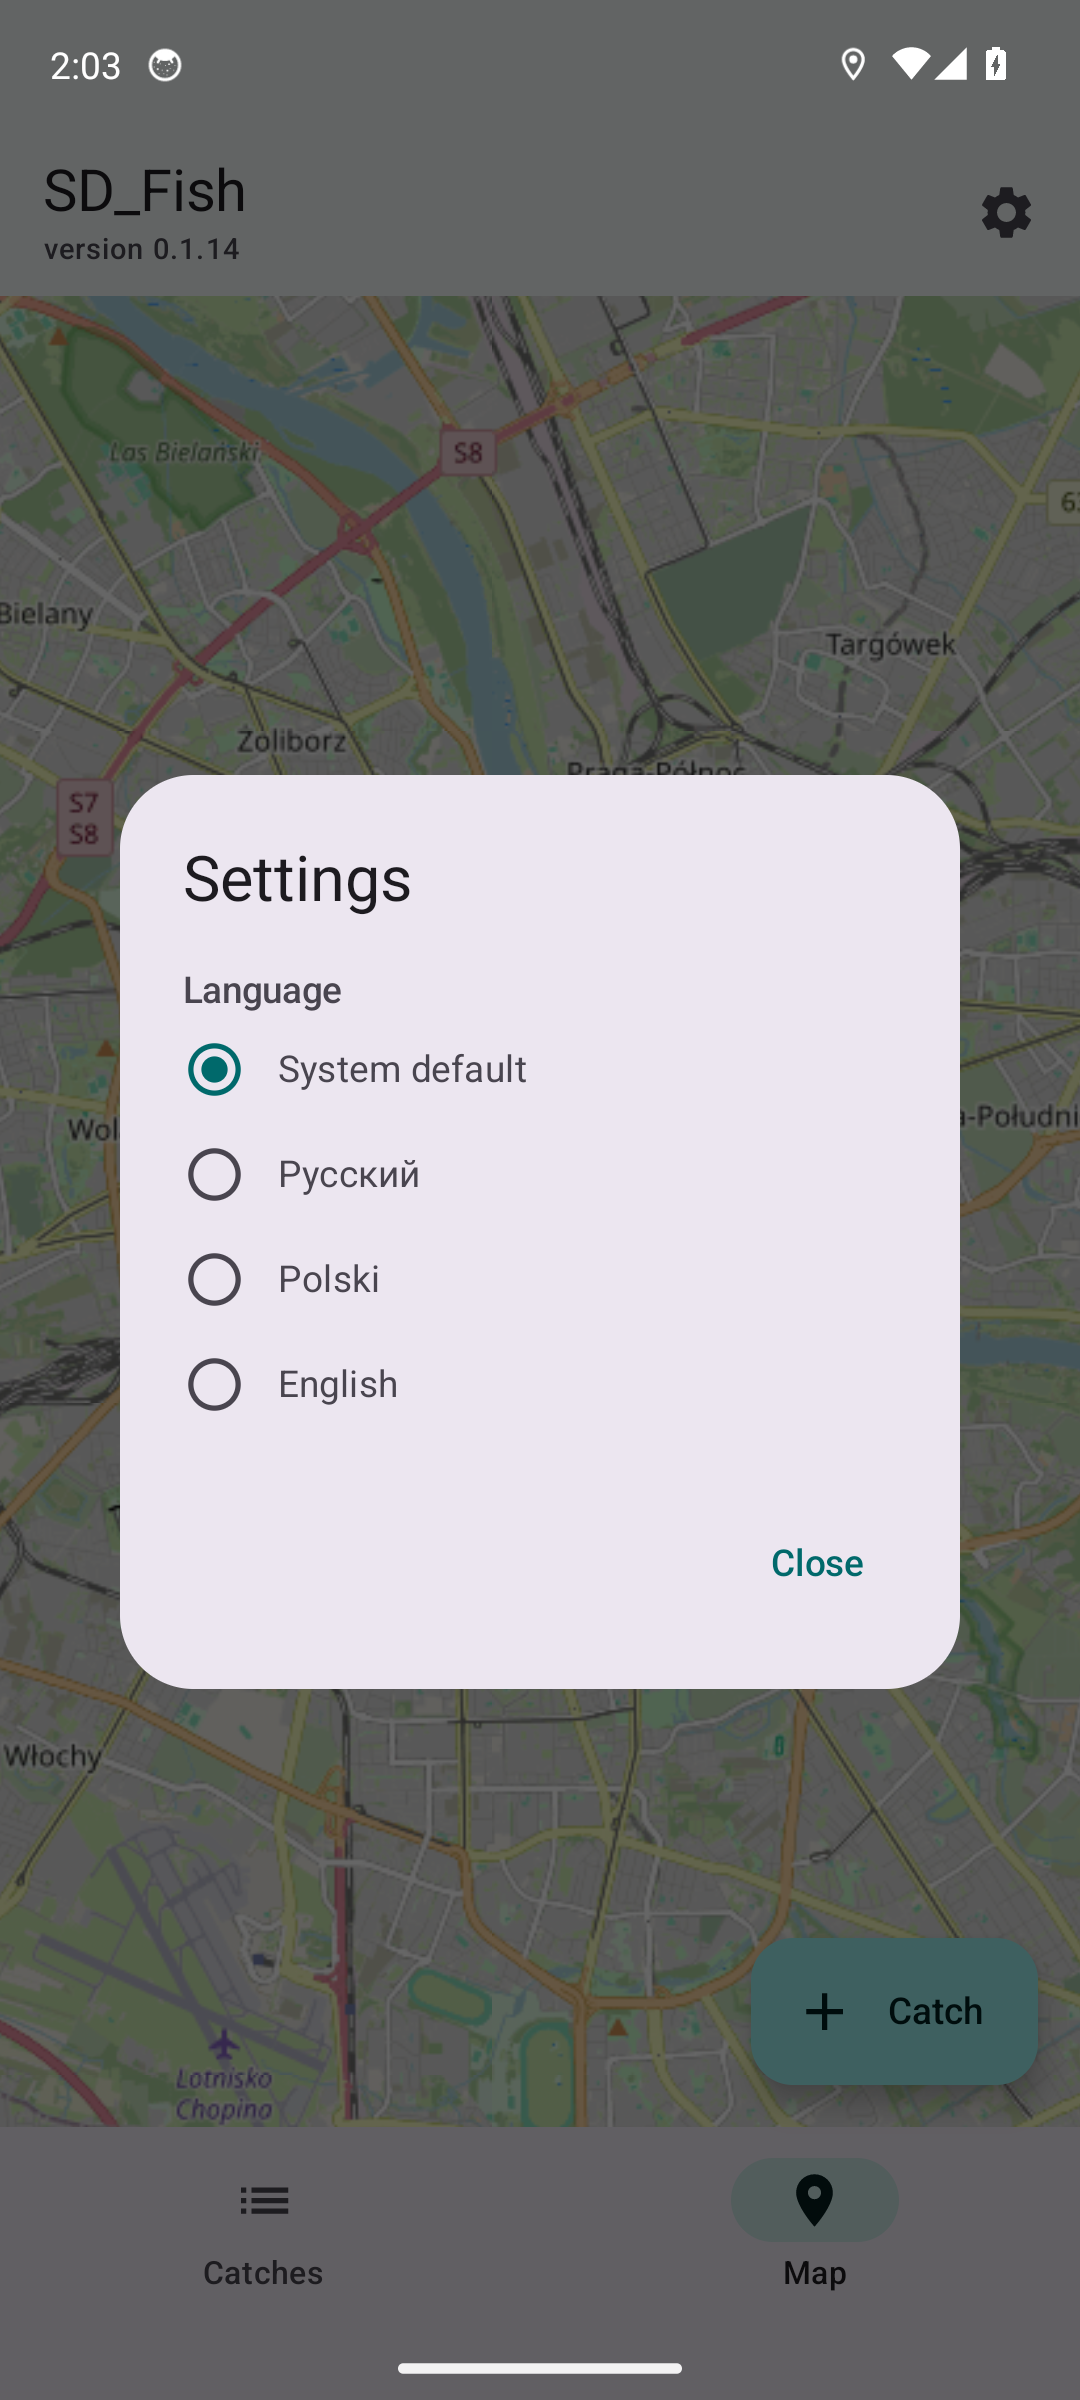 2:03
SD_Fish
version 0.1.14
Las Bielański
S8
Bielany
Targówek
Żoliborz
Praga-Północ
S7
S8
Settings
Language
System default
Wol
a-Południ
Русский
Polski
English
Close
Włochy
Catch
Lotnisko
Chopina
Catches
Map